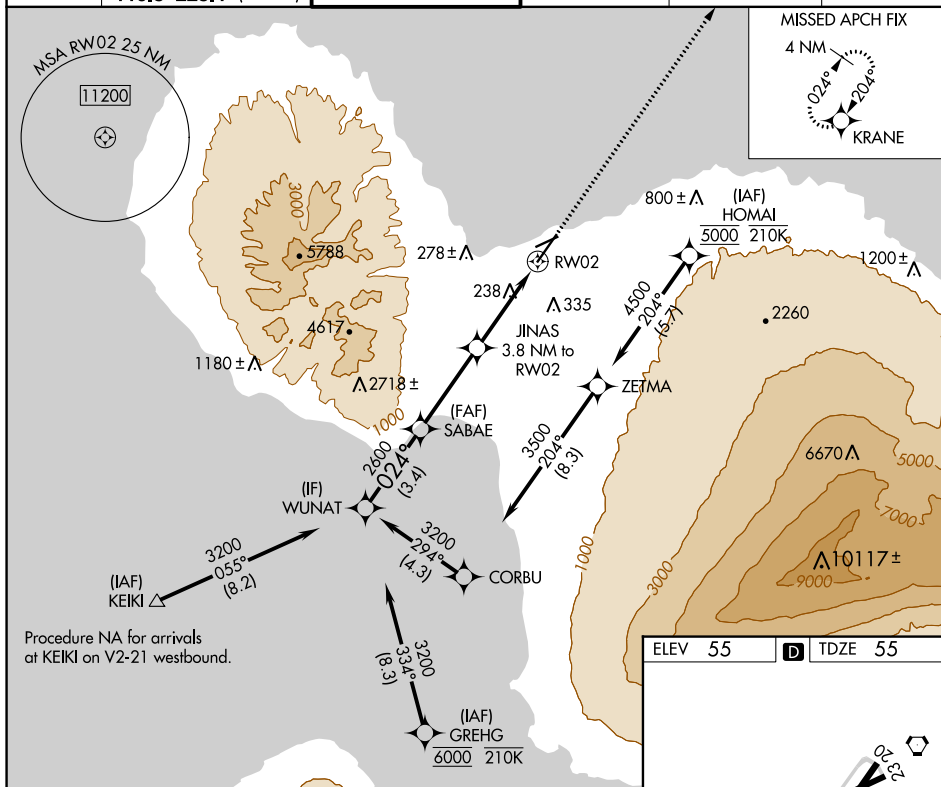 MISSED APCH FIX
4 NM
024°
204°
KRANE
MSA RW02 25 NM
11200
3000
5788
4617
1180 ±
2718 ±
1000
278 ±
238
335
RW02
JINAS
3.8 NM to
RW02
800 ±
(IAF)
HOMAI
5000 210K
1200 ±
2260
4500
204°
(5.7)
ZETMA
3500
204°
(8.3)
(FAF)
SABAE
2600
024°
(3.4)
(IF)
WUNAT
3200
294°
(4.3)
CORBU
3200
055°
(8.2)
(IAF)
KEIKI
Procedure NA for arrivals
at KEIKI on V2-21 westbound.
3200
334°
(8.3)
(IAF)
GREHG
6000 210K
6670
5000
7000
10117 ±
9000
1000
3000
ELEV 55
D
TDZE 55
20
23